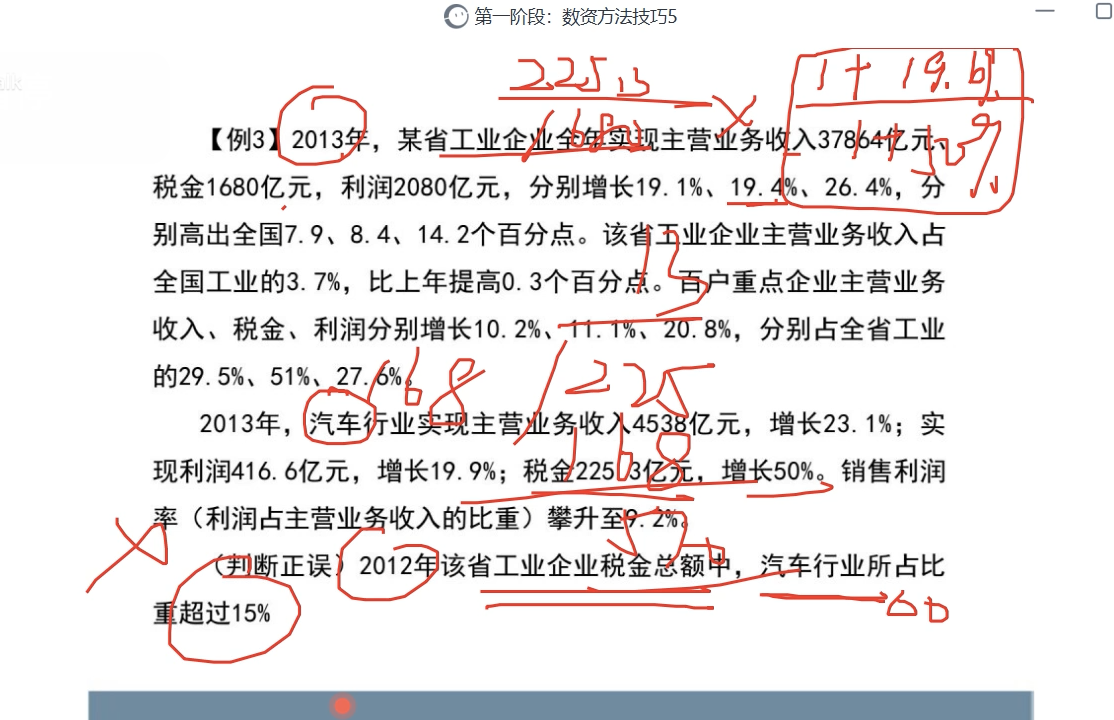 第一阶段：数资方法技巧5
225.3
1680
×
1+19.
1+50%
【例3】2013年，某省工业企业全年实现主营业务收入37864亿元、
税金1680亿元，利润2080亿元，分别增长19.1%、19.4%、26.4%，分
别高出全国7.9、8.4、14.2个百分点。该省工业企业主营业务收入占
全国工业的3.7%，比上年提高0.3个百分点。百户重点企业主营业务
收入、税金、利润分别增长10.2%、11.1%、20.8%，分别占全省工业
的29.5%、51%、27.6%。
13
168
225
168
2013年，汽车行业实现主营业务收入4538亿元，增长23.1%；实
现利润416.6亿元，增长19.9%；税金225.3亿元，增长50%。销售利润
率（利润占主营业务收入的比重）攀升至9.2%。
（判断正误）2012年该省工业企业税金总额中，汽车行业所占比
重超过15%